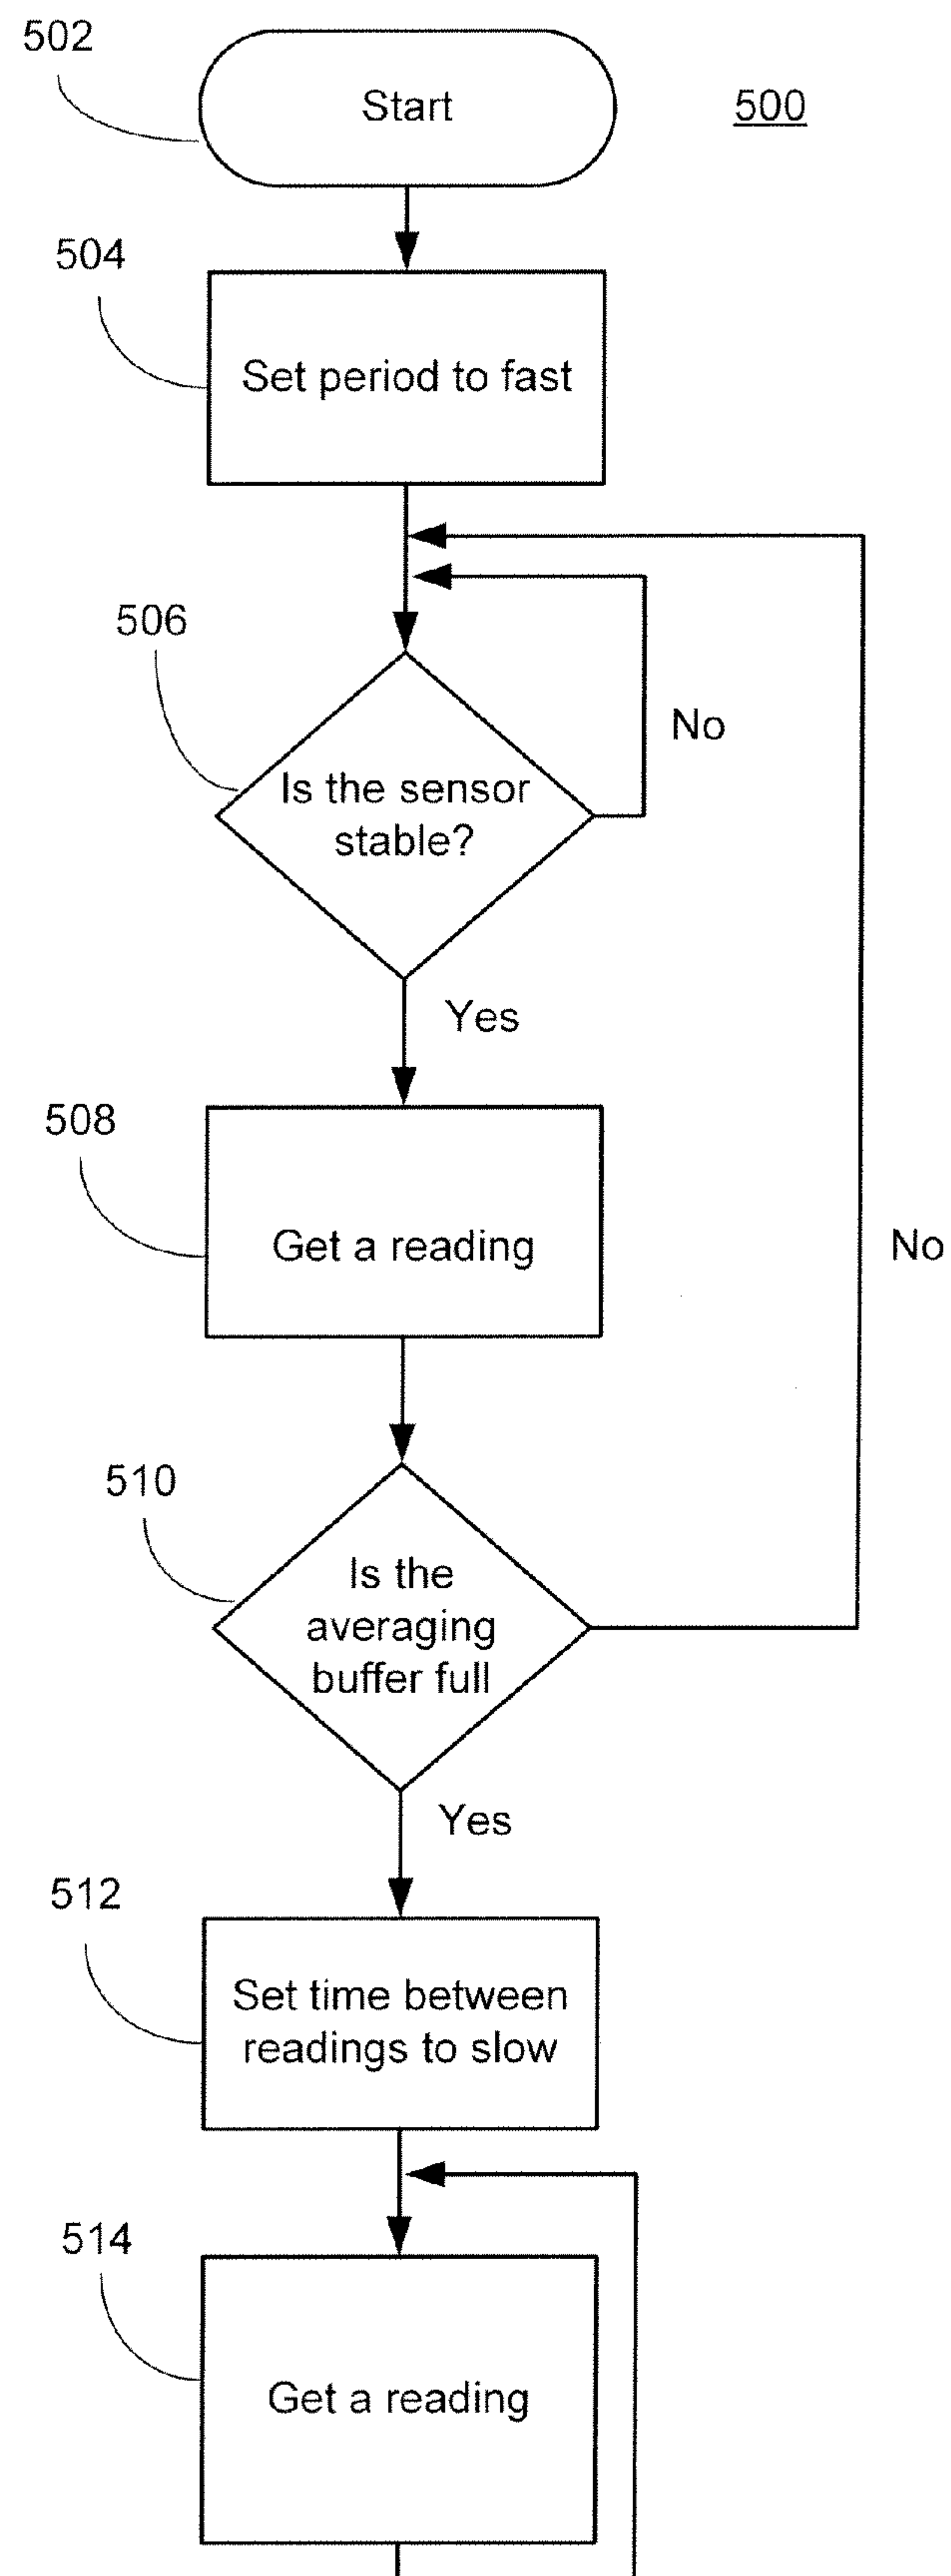 502
Start
500
504
Set period to fast
506
Is the sensor
stable?
No
Yes
508
Get a reading
No
510
Is the
averaging
buffer full
Yes
512
Set time between
readings to slow
514
Get a reading